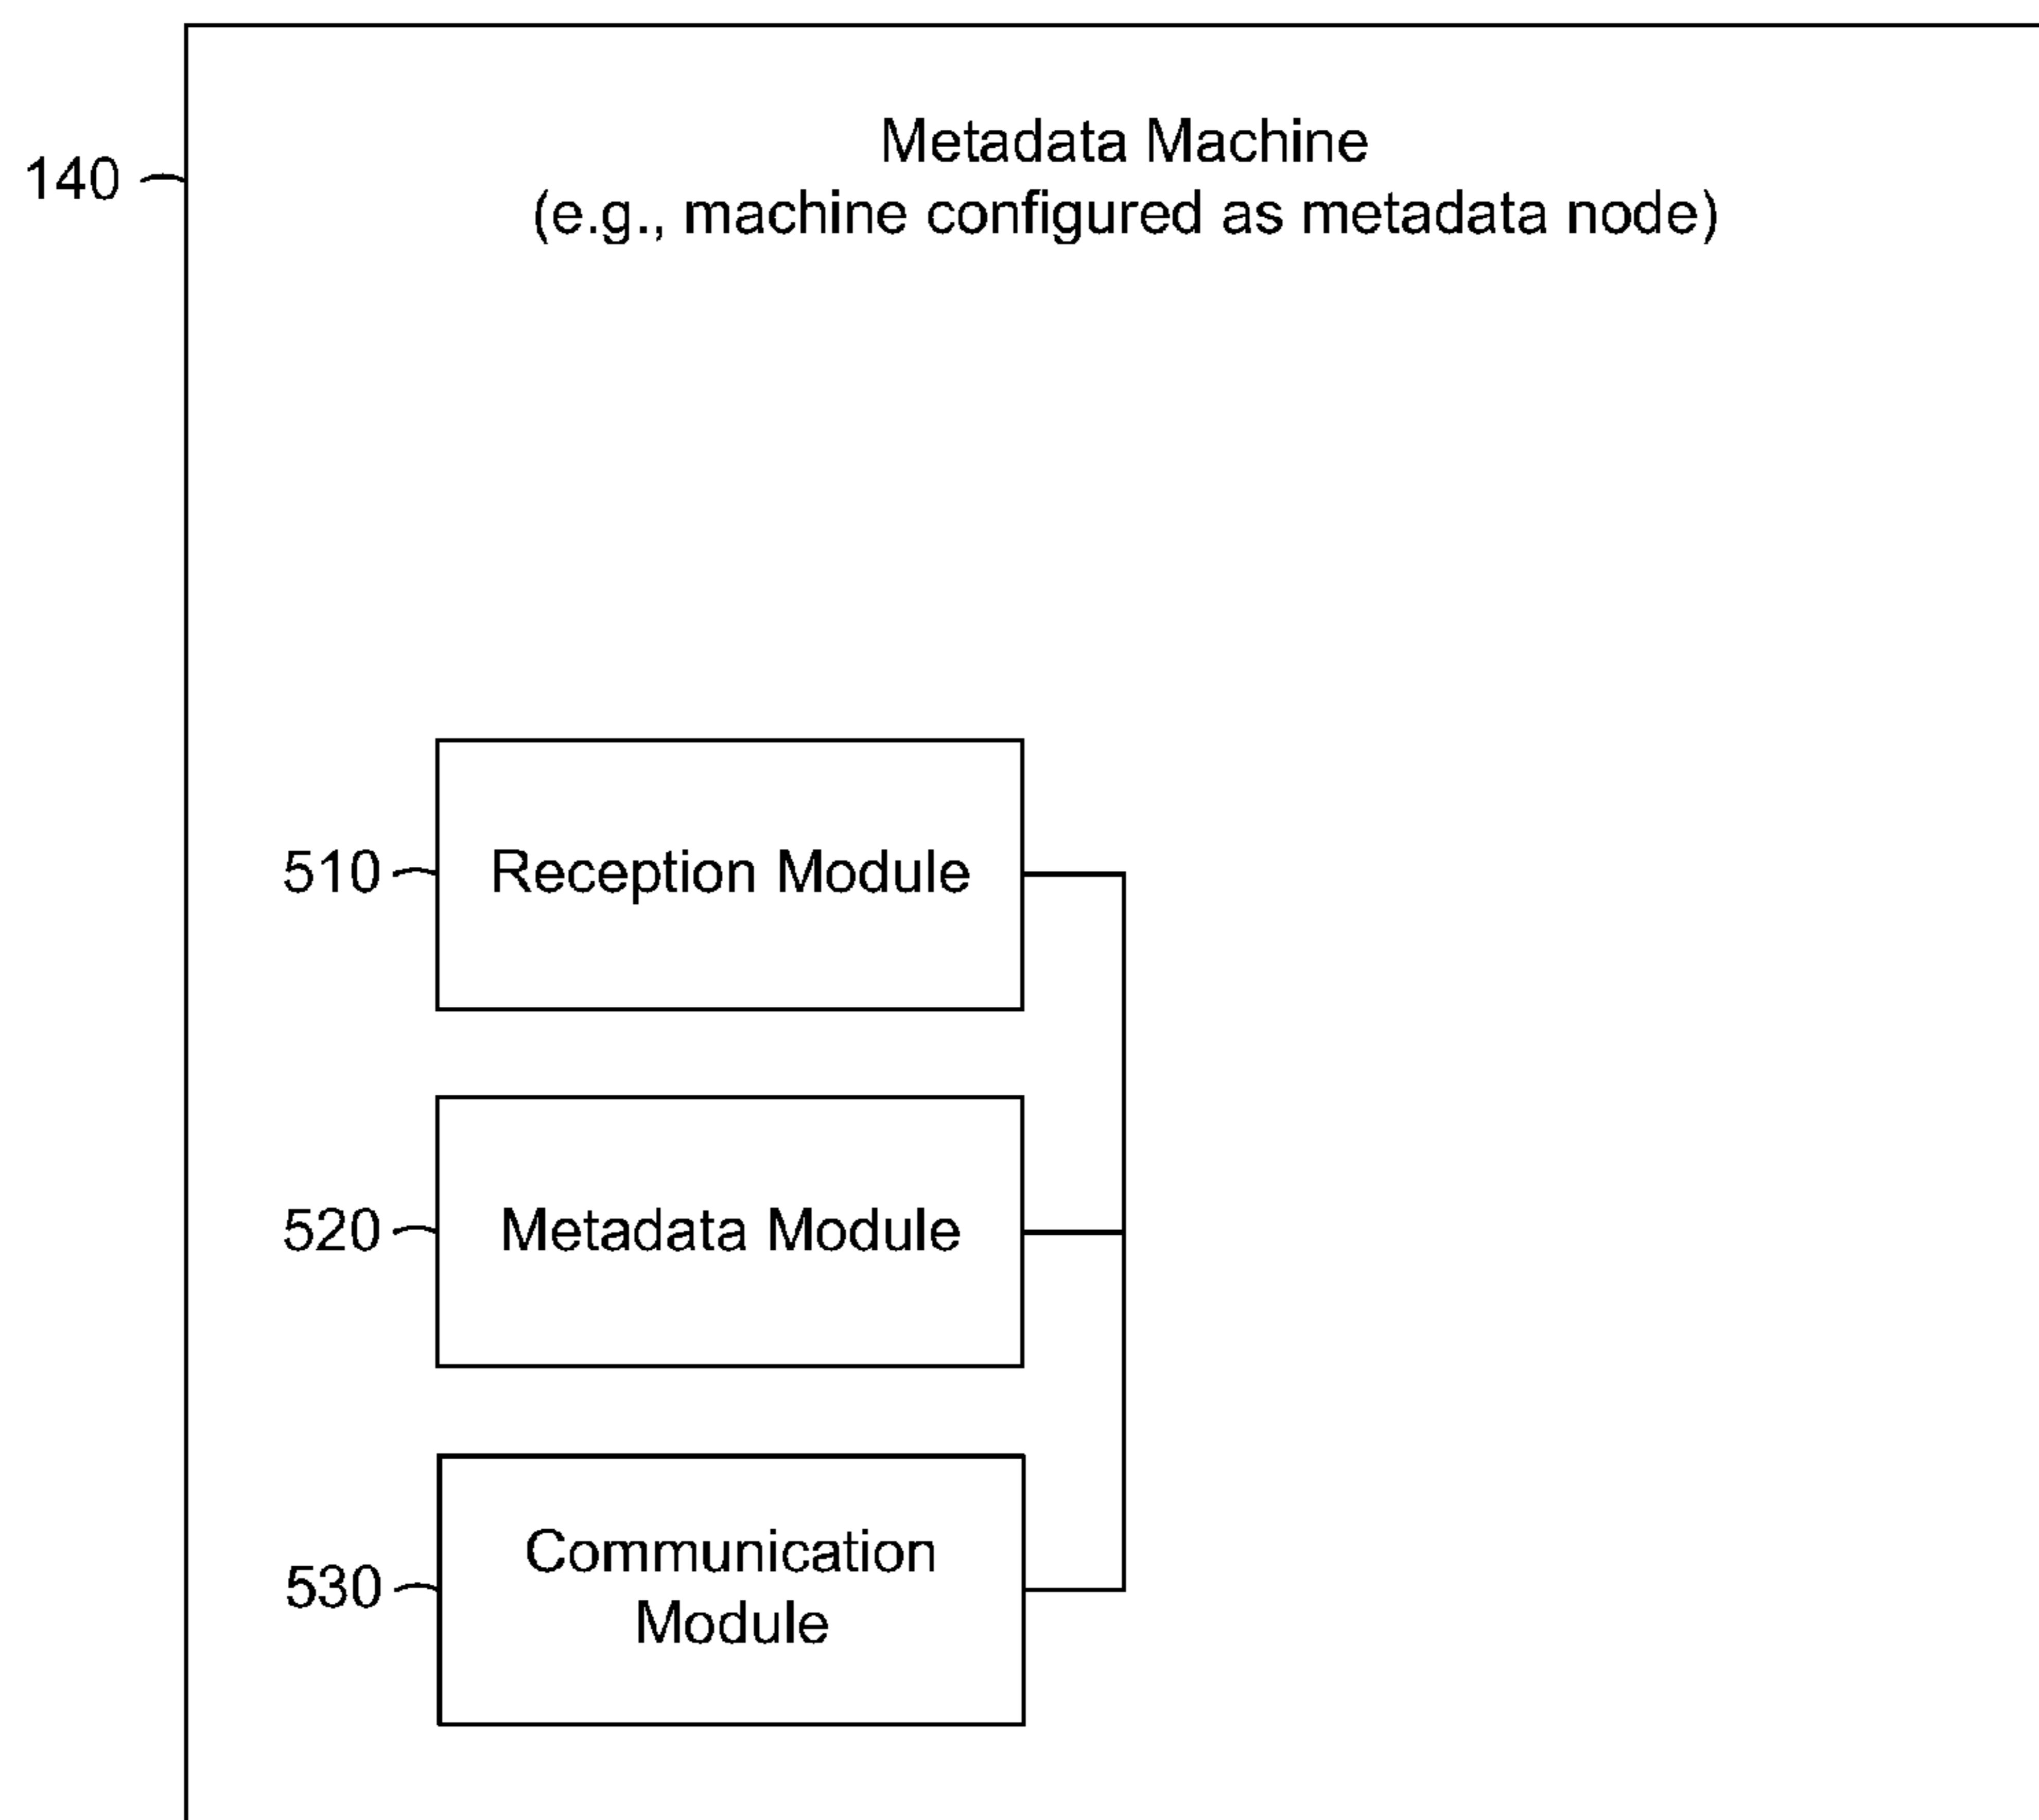 140
Metadata Machine
(e.g., machine configured as metadata node)
510
Reception Module
520
Metadata Module
530
Communication
Module